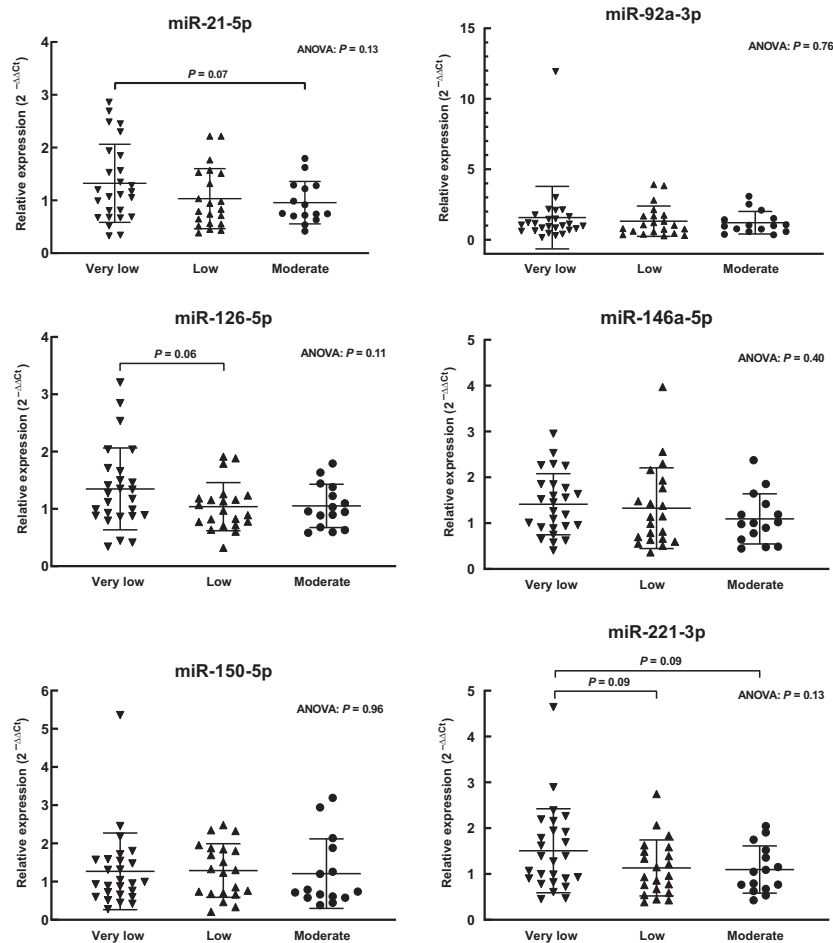 miR-21-5p
ANOVA: P = 0.13
P = 0.07
Relative expression (2^−ΔΔCt)
4
3
2
1
0
Very low Low Moderate
miR-92a-3p
ANOVA: P = 0.76
Relative expression (2^−ΔΔCt)
15
10
5
0
Very low Low Moderate
miR-126-5p
ANOVA: P = 0.11
P = 0.06
Relative expression (2^−ΔΔCt)
4
3
2
1
0
Very low Low Moderate
miR-146a-5p
ANOVA: P = 0.40
Relative expression (2^−ΔΔCt)
5
4
3
2
1
0
Very low Low Moderate
miR-150-5p
ANOVA: P = 0.96
Relative expression (2^−ΔΔCt)
6
5
4
3
2
1
0
Very low Low Moderate
miR-221-3p
P = 0.09
P = 0.09
ANOVA: P = 0.13
Relative expression (2^−ΔΔCt)
5
4
3
2
1
0
Very low Low Moderate